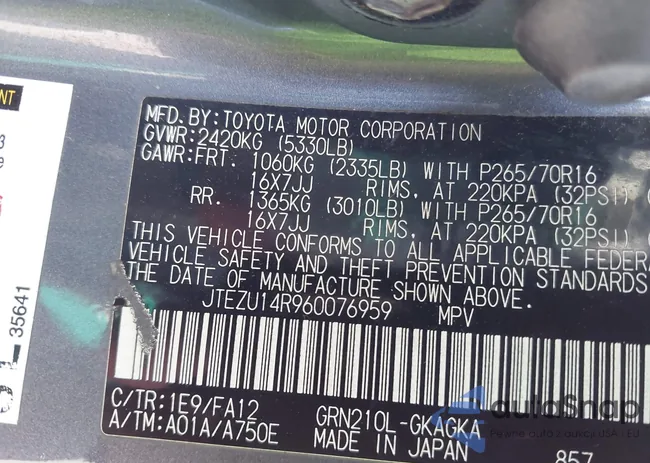 MFD. BY: TOYOTA MOTOR CORPORATION
GVWR: 2420KG (5330LB)
GAWR: FRT. 1060KG (2335LB) WITH P265/70R16
16X7JJ RIMS, AT 220KPA (32PSI)
RR. 1365KG (3010LB) WITH P265/70R16
16X7JJ RIMS, AT 220KPA (32PSI)
THIS VEHICLE CONFORMS TO ALL APPLICABLE FEDERA
VEHICLE SAFETY AND THEFT PREVENTION STANDARDS
THE DATE OF MANUFACTURE SHOWN ABOVE.
JTEZU14R960076959 MPV
C/TR: 1E9/FA12 GRN210L-GKAGKA
A/TM: A01A/A750E MADE IN JAPAN 857
NT
3
e
35641
autoSnap